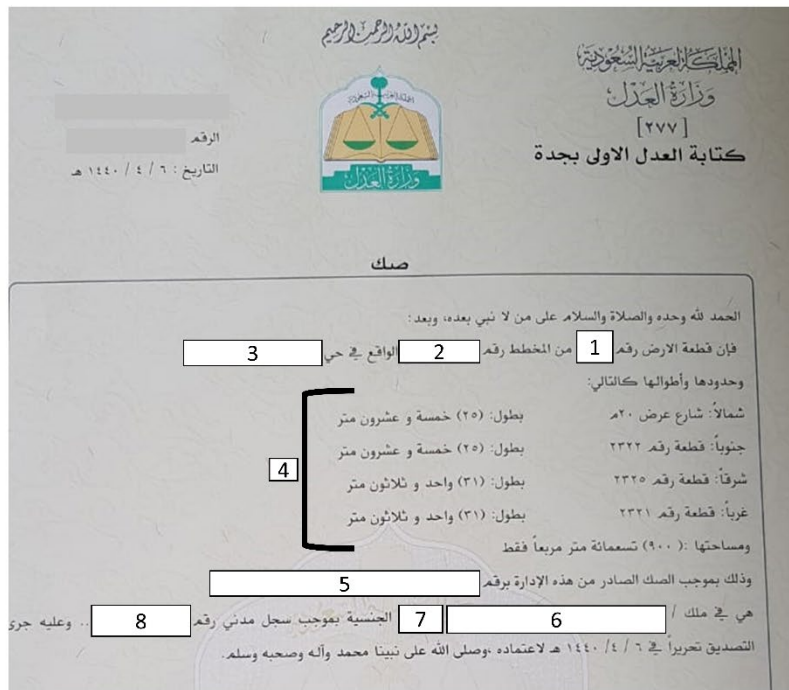 بسم الله الرحمن الرحيم
المملكة العربية السعودية
وزارة العدل
[٢٧٧]
كتابة العدل الاولى بجدة
المملكة العربية السعودية
وزارة العدل
الرقم
التاريخ : ٦ / ٤ / ١٤٤٠ هـ
صك
الحمد لله وحده والصلاة والسلام على من لا نبي بعده، وبعد:
فإن قطعة الارض رقم 1 من المخطط رقم 2 الواقع في حي 3
وحدودها وأطوالها كالتالي:
شمالاً: شارع عرض ٢٠م بطول: (٢٥) خمسة و عشرون متر
جنوباً: قطعة رقم ٢٣٢٢ بطول: (٢٥) خمسة و عشرون متر
4
شرقاً: قطعة رقم ٢٣٢٥ بطول: (٣١) واحد و ثلاثون متر
غرباً: قطعة رقم ٢٣٢١ بطول: (٣١) واحد و ثلاثون متر
ومساحتها :( ٩٠٠) تسعمائة متر مربعاً فقط
وذلك بموجب الصك الصادر من هذه الإدارة برقم 5
هي في ملك / 6 7 الجنسية بموجب سجل مدني رقم 8 .. وعليه جرى
التصديق تحريراً في ٦ / ٤ / ١٤٤٠ هـ لاعتماده ،وصلى الله على نبينا محمد وآله وصحبه وسلم.